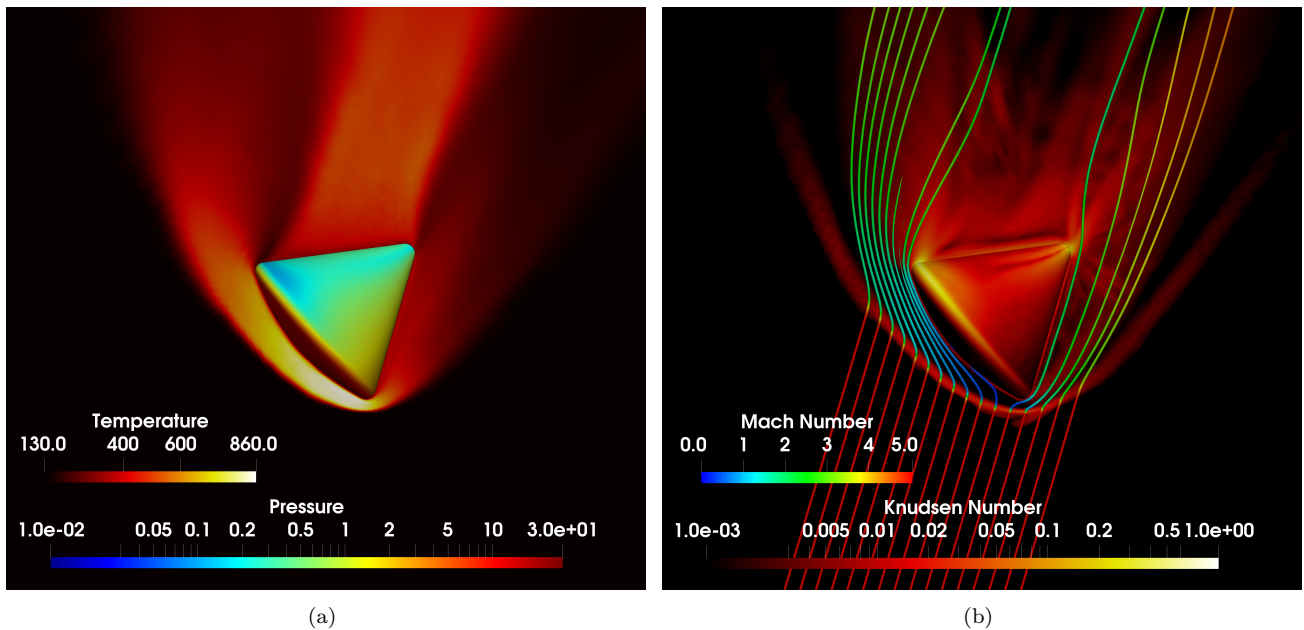 Temperature
130.0 400 600 860.0
Pressure
1.0e-02 0.05 0.1 0.2 0.5 1 2 5 10 3.0e+01
(a)
Mach Number
0.0 1 2 3 4 5.0
Knudsen Number
1.0e-03 0.005 0.01 0.02 0.05 0.1 0.2 0.5 1.0e+00
(b)